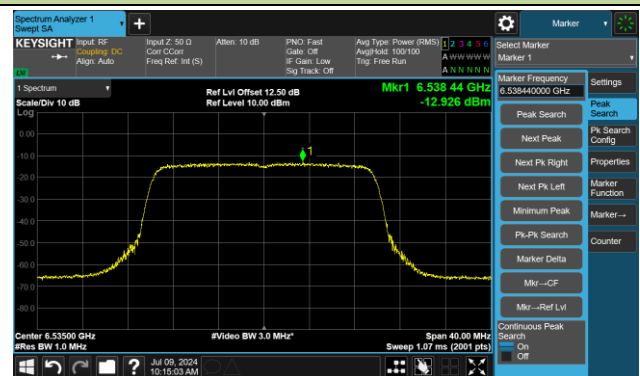 Spectrum Analyzer 1
Swept SA
Marker
KEYSIGHT
Input: RF
Coupling: DC
Align: Auto
Input Z: 50 Ω
Corr CCorr
Freq Ref: Int (S)
Atten: 10 dB
PNO: Fast
Gate: Off
IF Gain: Low
Sig Track: Off
Avg Type: Power (RMS)
Avg|Hold: 100/100
Trig: Free Run
1 2 3 4 5 6
A W W W W W
A N N N N N
LXI
Select Marker
Marker 1
1 Spectrum
Scale/Div 10 dB
Log
Ref Lvl Offset 12.50 dB
Ref Level 10.00 dBm
Mkr1 6.538 44 GHz
-12.926 dBm
0.00
-10.0
-20.0
-30.0
-40.0
-50.0
-60.0
-70.0
-80.0
1
Center 6.53500 GHz
#Res BW 1.0 MHz
#Video BW 3.0 MHz*
Span 40.00 MHz
Sweep 1.07 ms (2001 pts)
Marker Frequency
6.538440000 GHz
Peak Search
Next Peak
Next Pk Right
Next Pk Left
Minimum Peak
Pk-Pk Search
Marker Delta
Mkr→CF
Mkr→Ref Lvl
Continuous Peak
Search
On
Off
Settings
Peak
Search
Pk Search
Config
Properties
Marker
Function
Marker→
Counter
?
Jul 09, 2024
10:15:03 AM